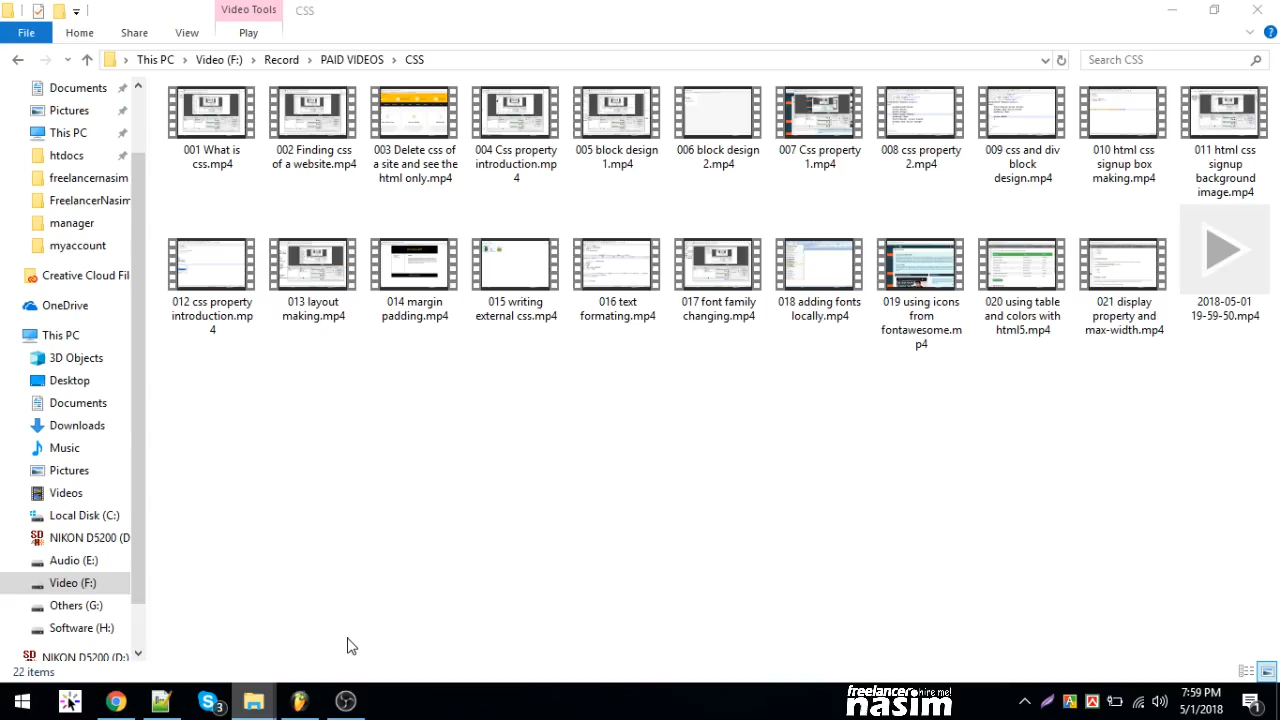 Video Tools
CSS
File
Home
Share
View
Play
This PC
Video (F:)
Record
PAID VIDEOS
CSS
Search CSS
Documents
Pictures
This PC
htdocs
freelancernasim
FreelancerNasim
manager
myaccount
Creative Cloud Fil
OneDrive
This PC
3D Objects
Desktop
Documents
Downloads
Music
Pictures
Videos
Local Disk (C:)
NIKON D5200 (D
Audio (E:)
Video (F:)
Others (G:)
Software (H:)
NIKON D5200 (D:)
001 What is
css.mp4
002 Finding css
of a website.mp4
003 Delete css of
a site and see the
html only.mp4
004 Css property
introduction.mp
4
005 block design
1.mp4
006 block design
2.mp4
007 Css property
1.mp4
008 css property
2.mp4
009 css and div
block
design.mp4
010 html css
signup box
making.mp4
011 html css
signup
background
image.mp4
012 css property
introduction.mp
4
013 layout
making.mp4
014 margin
padding.mp4
015 writing
external css.mp4
016 text
formating.mp4
017 font family
changing.mp4
018 adding fonts
locally.mp4
019 using icons
from
fontawesome.m
p4
020 using table
and colors with
html5.mp4
021 display
property and
max-width.mp4
2018-05-01
19-59-50.mp4
22 items
3
freelancer hire me!
nasim
7:59 PM
5/1/2018
1